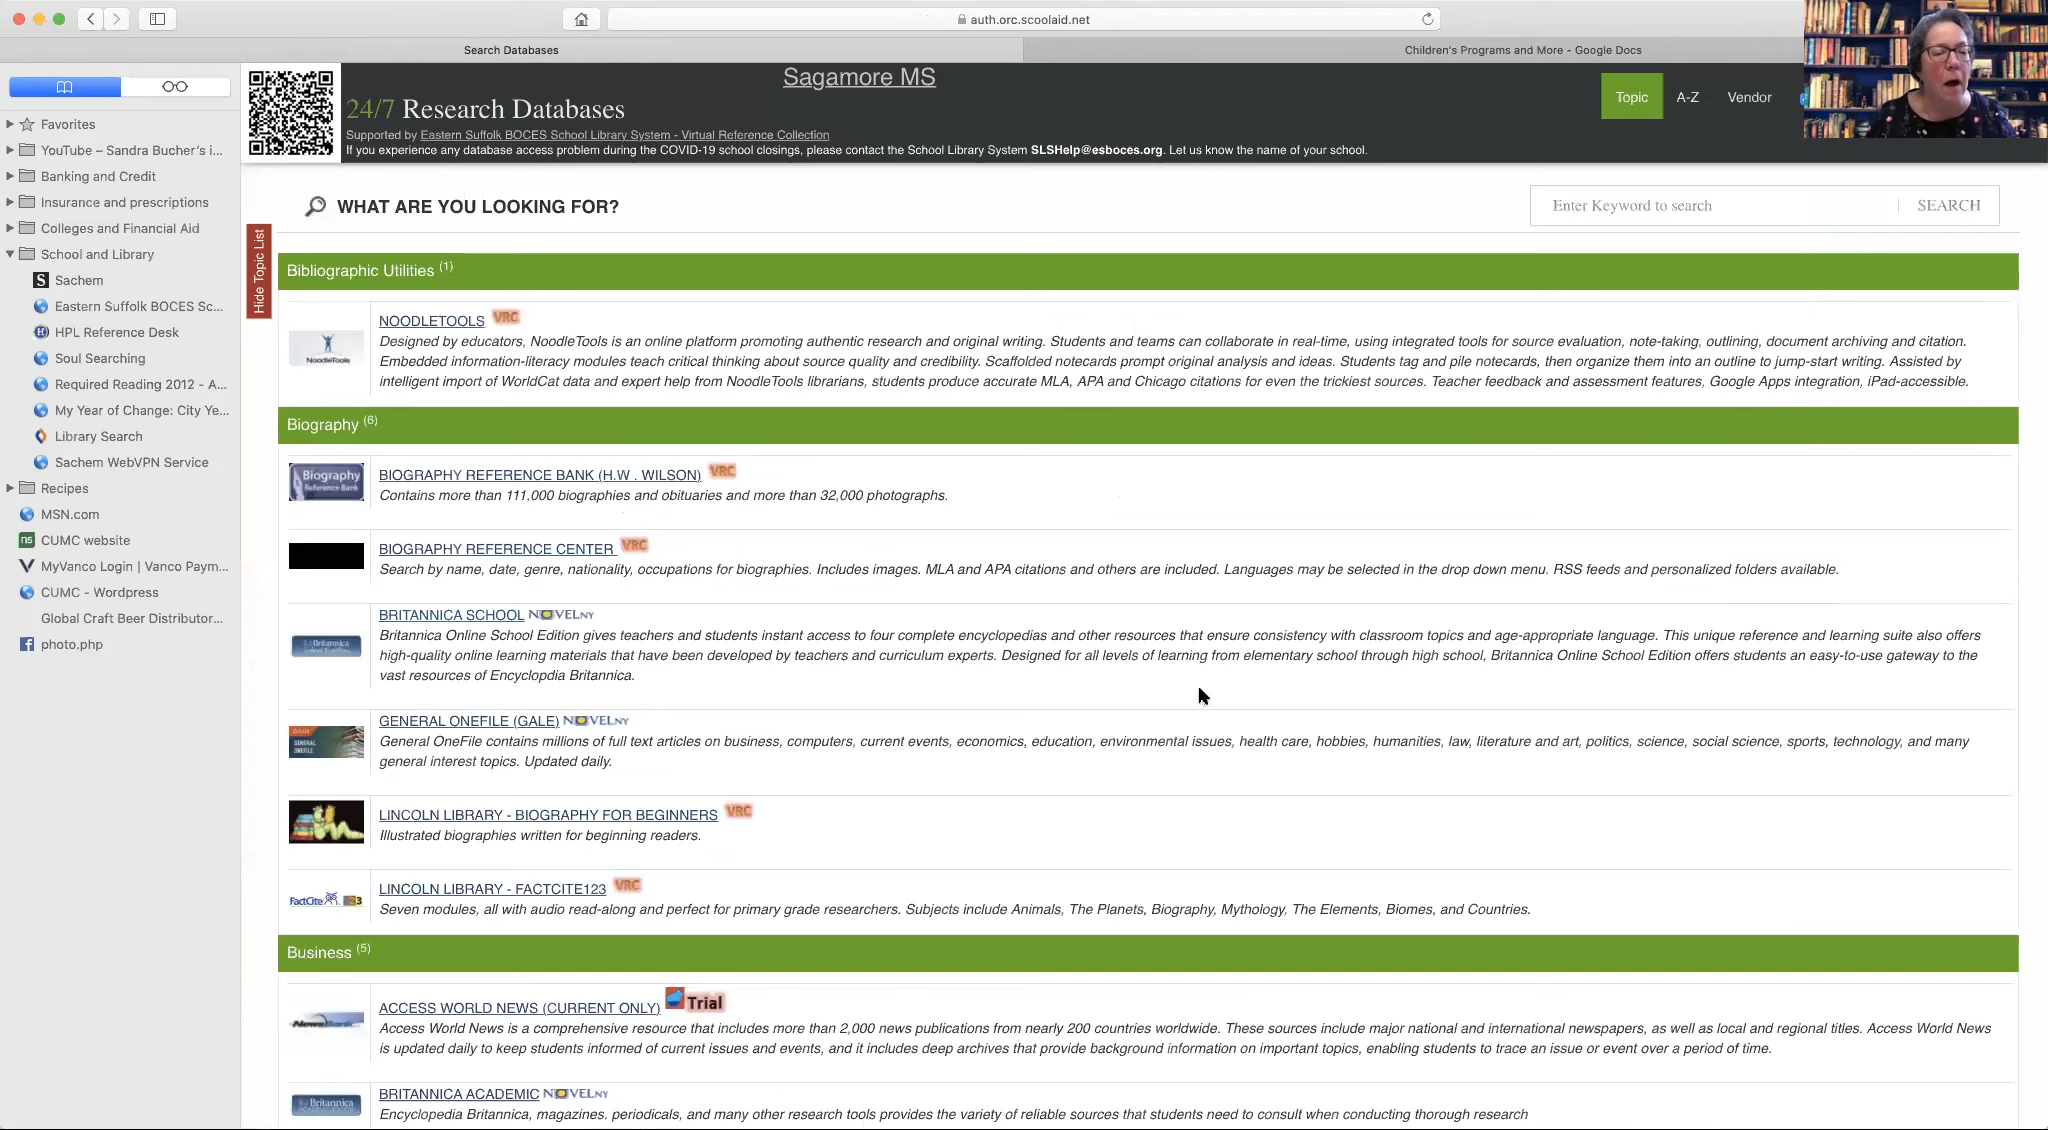 auth.orc.scoolaid.net
Search Databases
Children's Programs and More - Google Docs
Favorites
YouTube – Sandra Bucher's i...
Banking and Credit
Insurance and prescriptions
Colleges and Financial Aid
School and Library
Sachem
Eastern Suffolk BOCES Sc...
HPL Reference Desk
Soul Searching
Required Reading 2012 - A...
My Year of Change: City Ye...
Library Search
Sachem WebVPN Service
Recipes
MSN.com
CUMC website
MyVanco Login | Vanco Paym...
CUMC - Wordpress
Global Craft Beer Distributor...
photo.php
Sagamore MS
24/7 Research Databases
Supported by Eastern Suffolk BOCES School Library System - Virtual Reference Collection
If you experience any database access problem during the COVID-19 school closings, please contact the School Library System SLSHelp@esboces.org. Let us know the name of your school.
Topic A-Z Vendor
WHAT ARE YOU LOOKING FOR?
Enter Keyword to search SEARCH
Hide Topic List
Bibliographic Utilities (1)
NoodleTools
NOODLETOOLS VRC
Designed by educators, NoodleTools is an online platform promoting authentic research and original writing. Students and teams can collaborate in real-time, using integrated tools for source evaluation, note-taking, outlining, document archiving and citation.
Embedded information-literacy modules teach critical thinking about source quality and credibility. Scaffolded notecards prompt original analysis and ideas. Students tag and pile notecards, then organize them into an outline to jump-start writing. Assisted by
intelligent import of WorldCat data and expert help from NoodleTools librarians, students produce accurate MLA, APA and Chicago citations for even the trickiest sources. Teacher feedback and assessment features, Google Apps integration, iPad-accessible.
Biography (6)
Biography
Reference Bank
BIOGRAPHY REFERENCE BANK (H.W . WILSON) VRC
Contains more than 111,000 biographies and obituaries and more than 32,000 photographs.
BIOGRAPHY REFERENCE CENTER VRC
Search by name, date, genre, nationality, occupations for biographies. Includes images. MLA and APA citations and others are included. Languages may be selected in the drop down menu. RSS feeds and personalized folders available.
Britannica
BRITANNICA SCHOOL NOVELNY
Britannica Online School Edition gives teachers and students instant access to four complete encyclopedias and other resources that ensure consistency with classroom topics and age-appropriate language. This unique reference and learning suite also offers
high-quality online learning materials that have been developed by teachers and curriculum experts. Designed for all levels of learning from elementary school through high school, Britannica Online School Edition offers students an easy-to-use gateway to the
vast resources of Encyclopdia Britannica.
GENERAL ONEFILE
GENERAL ONEFILE (GALE) NOVELNY
General OneFile contains millions of full text articles on business, computers, current events, economics, education, environmental issues, health care, hobbies, humanities, law, literature and art, politics, science, social science, sports, technology, and many
general interest topics. Updated daily.
LINCOLN LIBRARY - BIOGRAPHY FOR BEGINNERS VRC
Illustrated biographies written for beginning readers.
FactCite 123
LINCOLN LIBRARY - FACTCITE123 VRC
Seven modules, all with audio read-along and perfect for primary grade researchers. Subjects include Animals, The Planets, Biography, Mythology, The Elements, Biomes, and Countries.
Business (5)
NewsBank
ACCESS WORLD NEWS (CURRENT ONLY) Trial
Access World News is a comprehensive resource that includes more than 2,000 news publications from nearly 200 countries worldwide. These sources include major national and international newspapers, as well as local and regional titles. Access World News
is updated daily to keep students informed of current issues and events, and it includes deep archives that provide background information on important topics, enabling students to trace an issue or event over a period of time.
Britannica
BRITANNICA ACADEMIC NOVELNY
Encyclopedia Britannica, magazines. periodicals, and many other research tools provides the variety of reliable sources that students need to consult when conducting thorough research